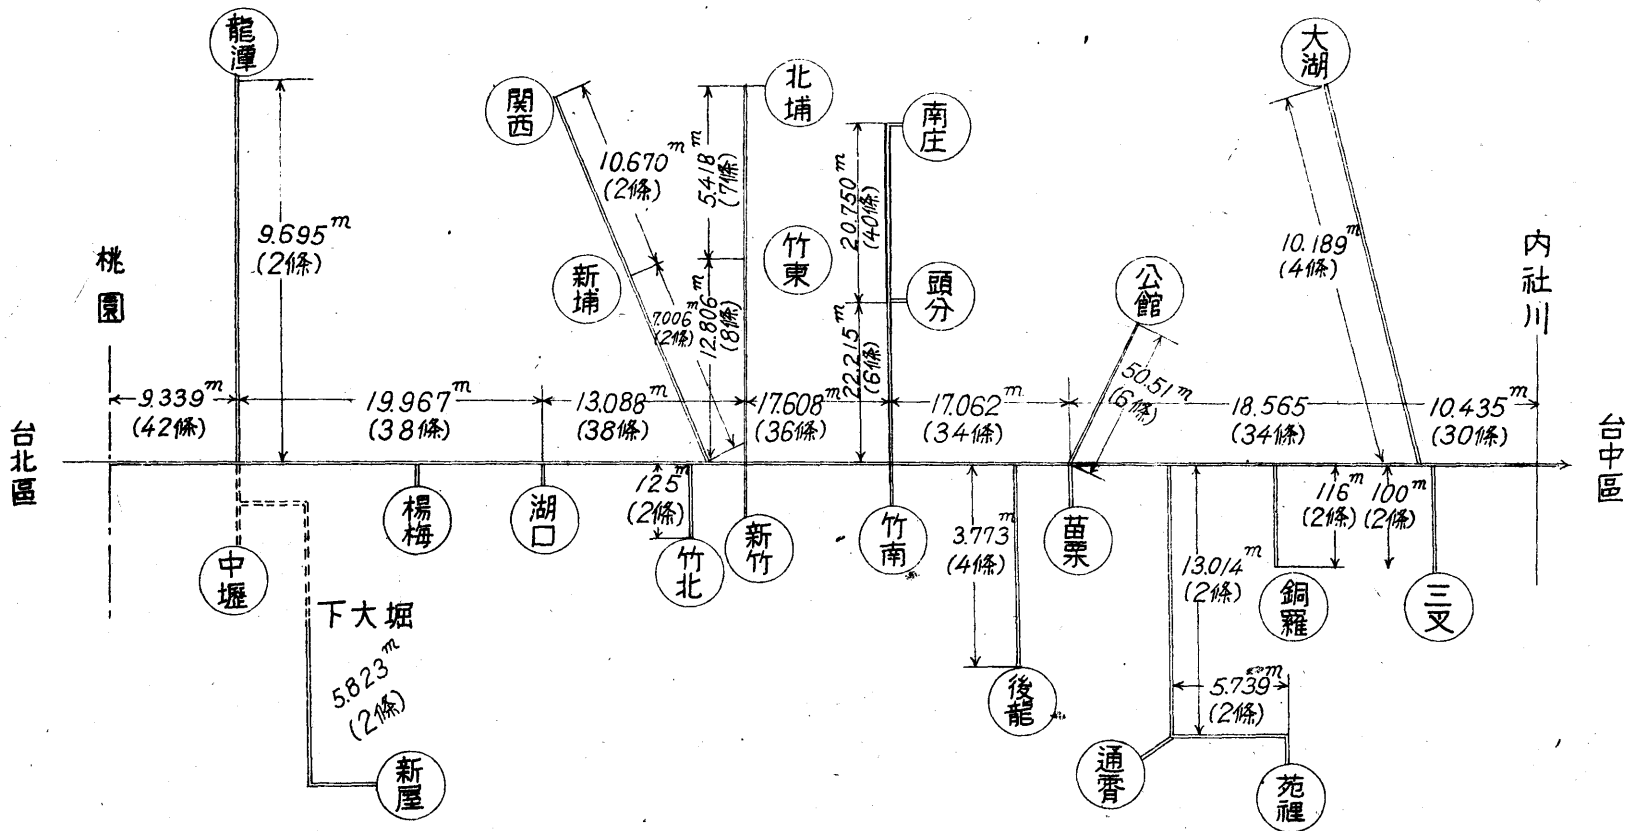 龍潭
大湖
関西
北埔
南庄
10.670m
(2條)
5.418m
(7條)
20.750m
(40條)
9.695m
(2條)
桃園
新埔
竹東
頭分
公館
10.189m
(4條)
内社川
7.006m
(2條)
12.806m
(8條)
22.215m
(6條)
50.51m
(6條)
台北區
9.339m
(42條)
19.967m
(38條)
13.088m
(38條)
17.608m
(36條)
17.062m
(34條)
18.565
(34條)
10.435m
(30條)
台中區
中壢
楊梅
湖口
125m
(2條)
竹北
新竹
竹南
3.773m
(4條)
苗栗
116m
(2條)
100m
(2條)
13.014m
(2條)
銅羅
三叉
下大堀
5.823m
(2條)
後龍
5.739m
(2條)
新屋
通霄
苑裡